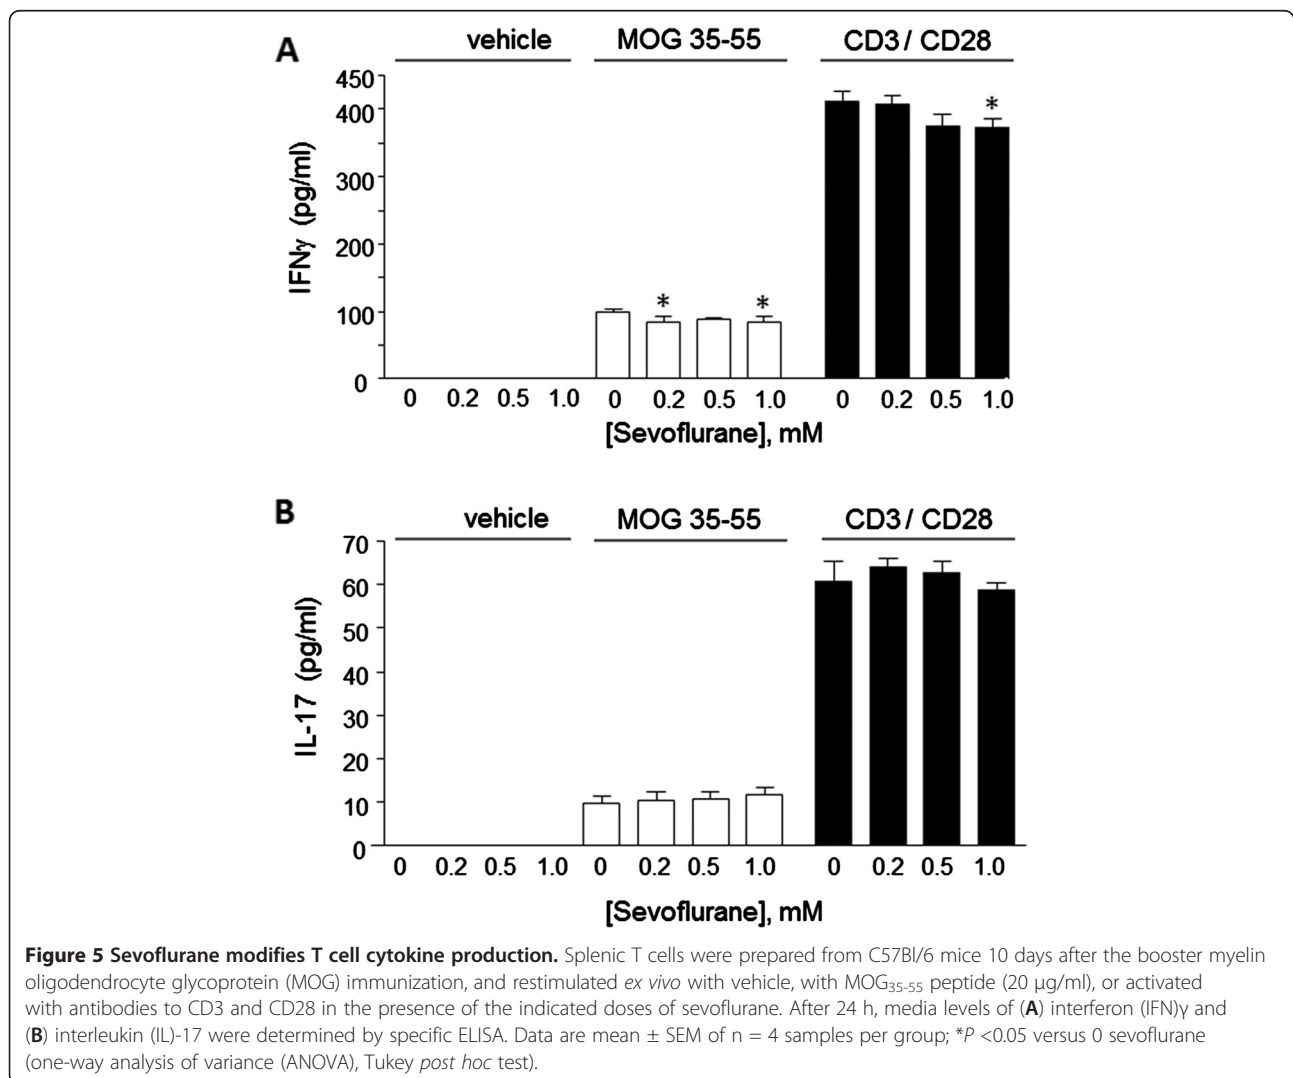 A
vehicle MOG 35-55 CD3 / CD28
IFNγ (pg/ml)
450
400
300
200
100
0
0 0.2 0.5 1.0 0 0.2 0.5 1.0 0 0.2 0.5 1.0
* * *
[Sevoflurane], mM
B
vehicle MOG 35-55 CD3 / CD28
IL-17 (pg/ml)
70
60
50
40
30
20
10
0
0 0.2 0.5 1.0 0 0.2 0.5 1.0 0 0.2 0.5 1.0
[Sevoflurane], mM
Figure 5 Sevoflurane modifies T cell cytokine production. Splenic T cells were prepared from C57Bl/6 mice 10 days after the booster myelin
oligodendrocyte glycoprotein (MOG) immunization, and restimulated ex vivo with vehicle, with MOG35-55 peptide (20 μg/ml), or activated
with antibodies to CD3 and CD28 in the presence of the indicated doses of sevoflurane. After 24 h, media levels of (A) interferon (IFN)γ and
(B) interleukin (IL)-17 were determined by specific ELISA. Data are mean ± SEM of n = 4 samples per group; *P <0.05 versus 0 sevoflurane
(one-way analysis of variance (ANOVA), Tukey post hoc test).